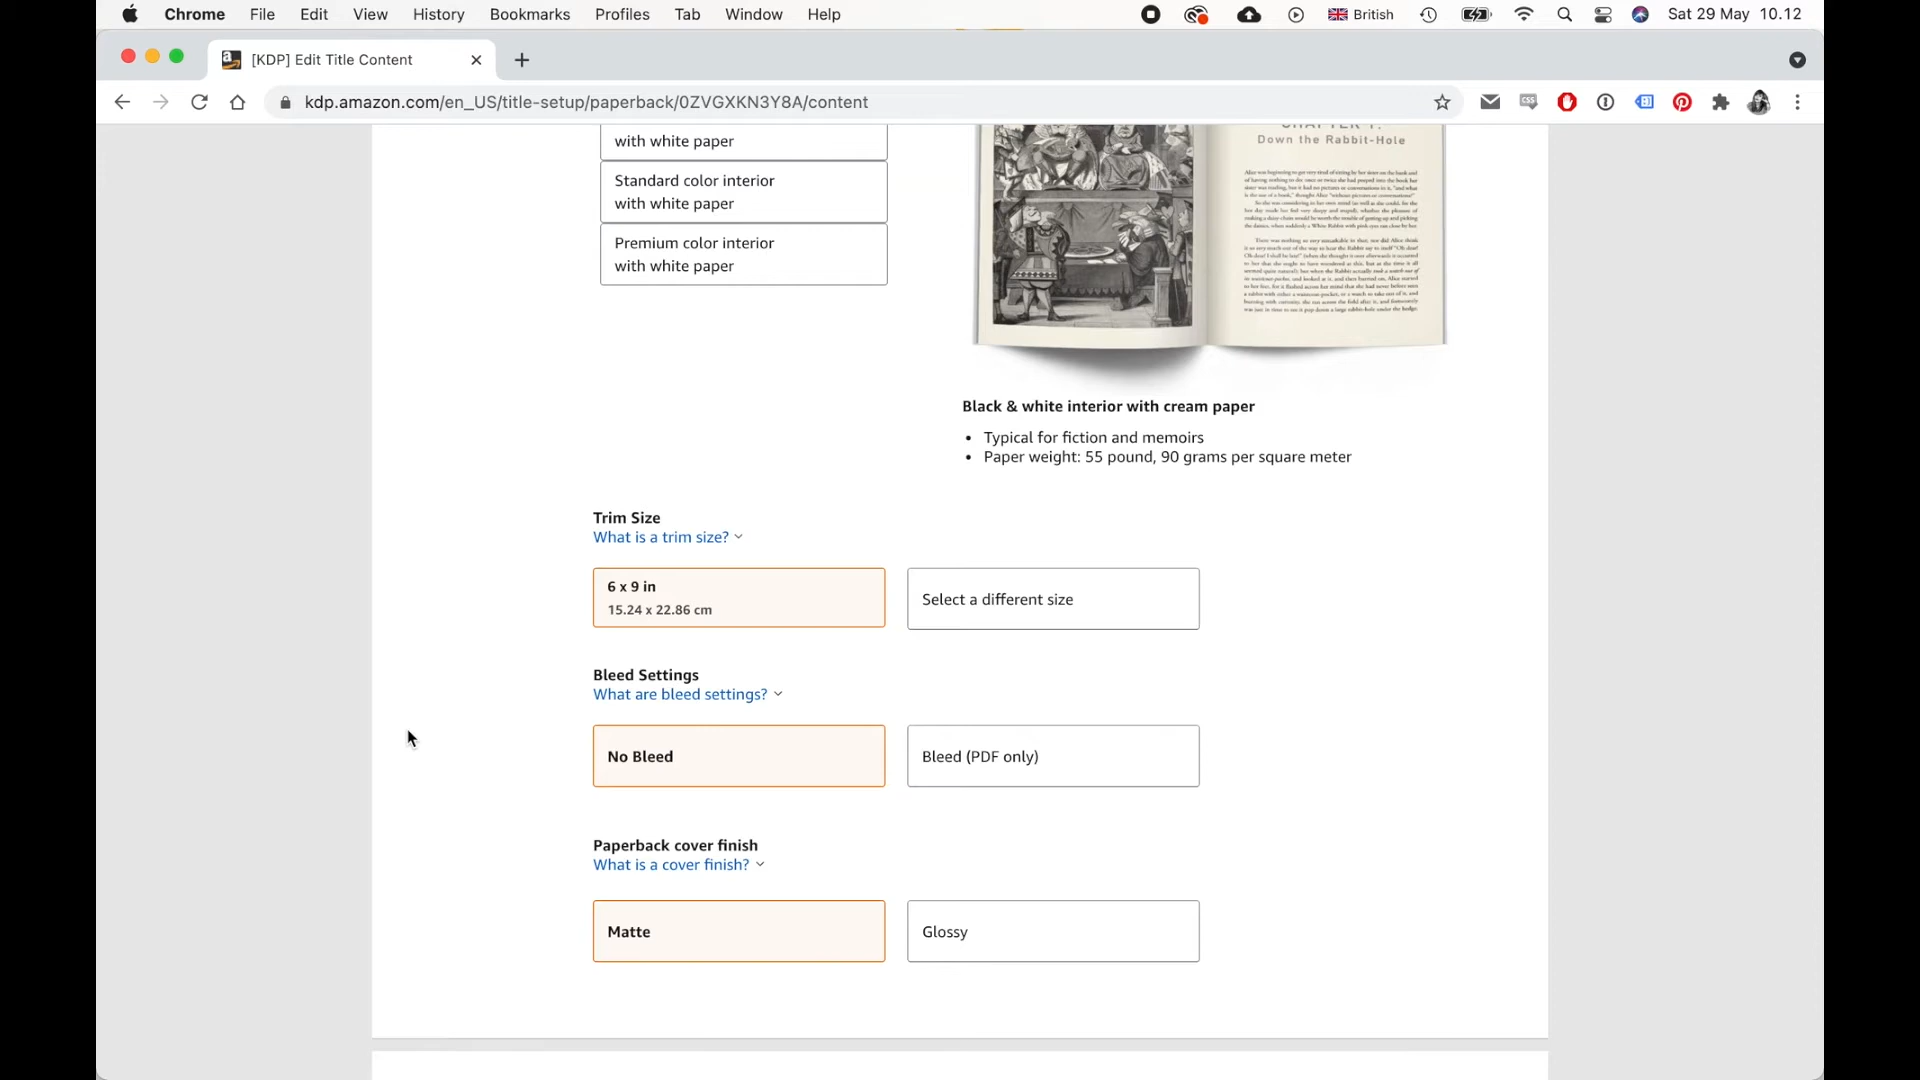 Chrome File Edit View History Bookmarks Profiles Tab Window Help British Sat 29 May 10.12
[KDP] Edit Title Content
kdp.amazon.com/en_US/title-setup/paperback/0ZVGXKN3Y8A/content
with white paper
Standard color interior
with white paper
Premium color interior
with white paper
Down the Rabbit-Hole
Black & white interior with cream paper
• Typical for fiction and memoirs
• Paper weight: 55 pound, 90 grams per square meter
Trim Size
What is a trim size?
6 x 9 in
15.24 x 22.86 cm
Select a different size
Bleed Settings
What are bleed settings?
No Bleed
Bleed (PDF only)
Paperback cover finish
What is a cover finish?
Matte
Glossy